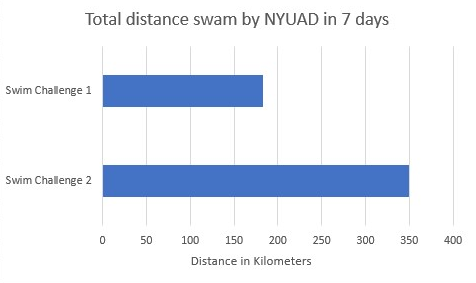 Total distance swam by NYUAD in 7 days
Swim Challenge 1
Swim Challenge 2
0 50 100 150 200 250 300 350 400
Distance in Kilometers